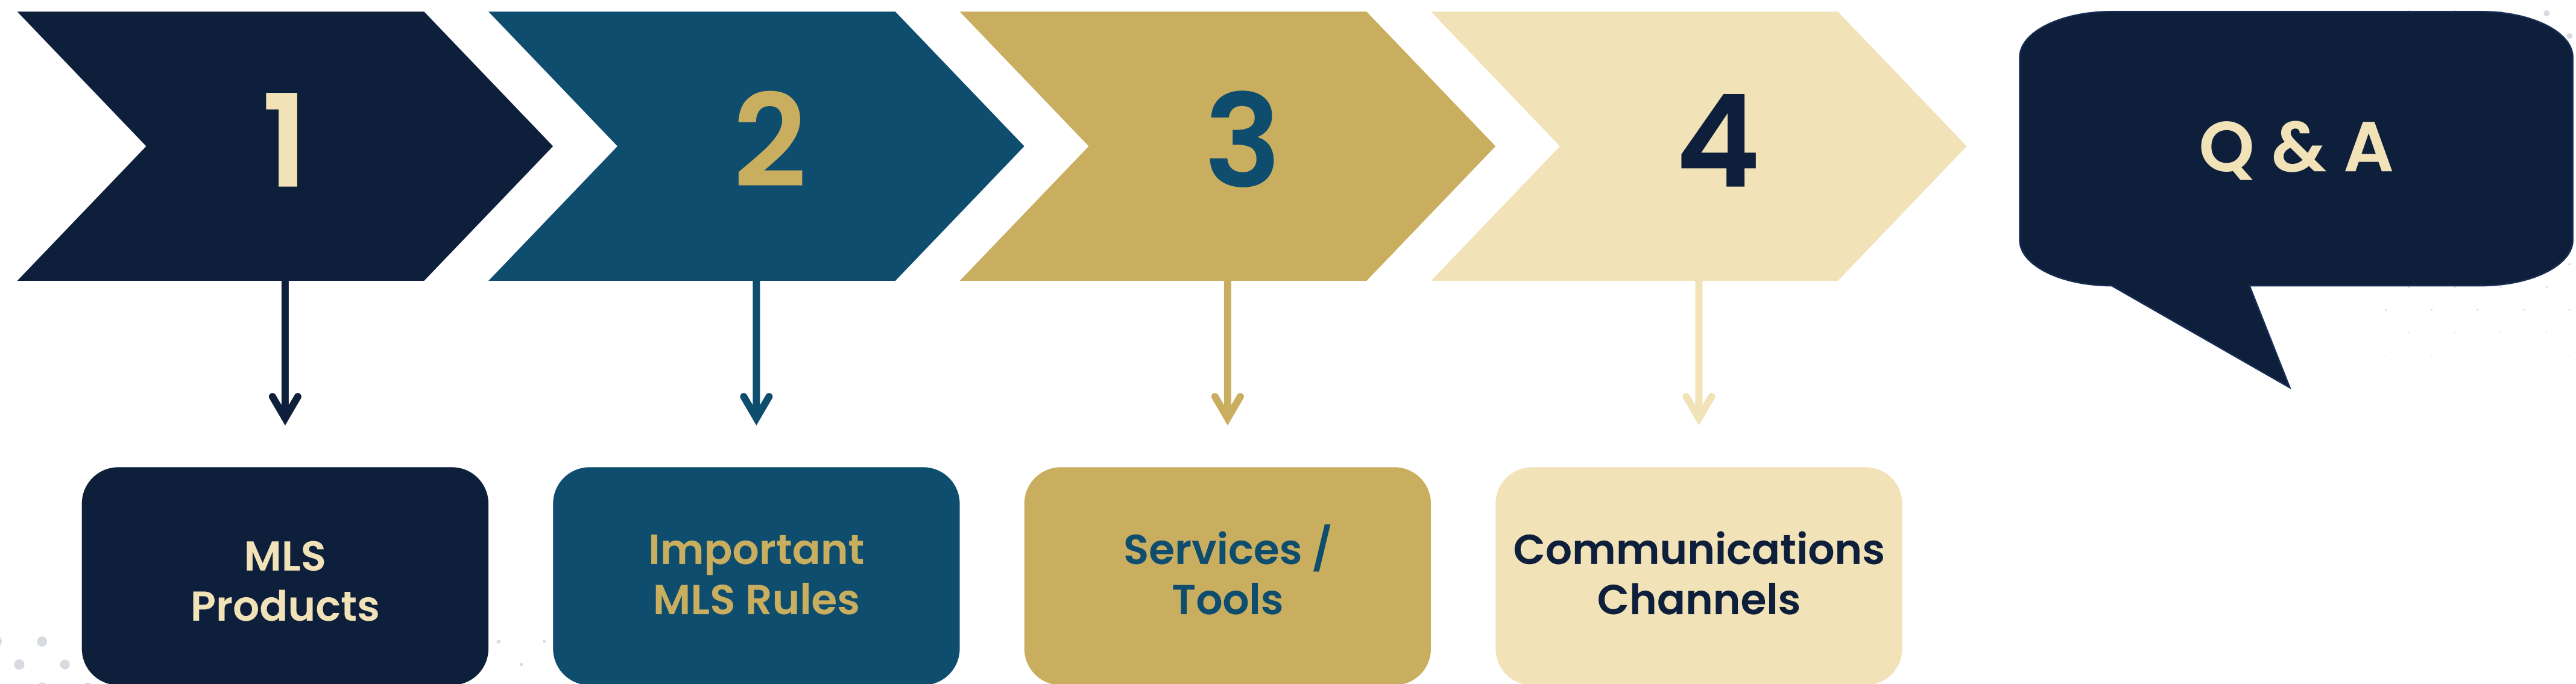 1
2
3
4
Q & A
MLS
Products
Important
MLS Rules
Services /
Tools
Communications
Channels